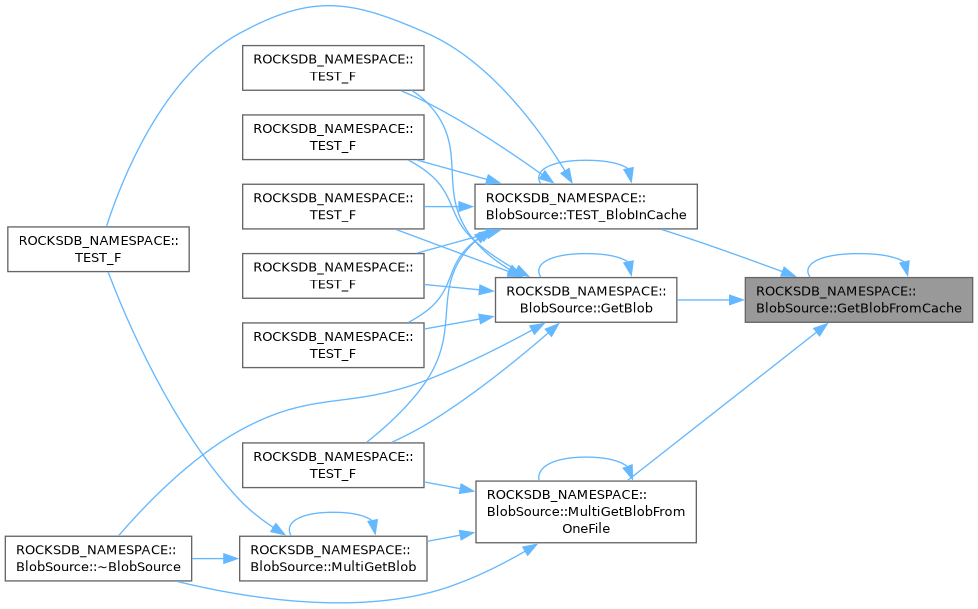 ROCKSDB_NAMESPACE::
TEST_F
ROCKSDB_NAMESPACE::
TEST_F
ROCKSDB_NAMESPACE::
BlobSource::TEST_BlobInCache
ROCKSDB_NAMESPACE::
TEST_F
ROCKSDB_NAMESPACE::
TEST_F
ROCKSDB_NAMESPACE::
TEST_F
ROCKSDB_NAMESPACE::
BlobSource::GetBlob
ROCKSDB_NAMESPACE::
BlobSource::GetBlobFromCache
ROCKSDB_NAMESPACE::
TEST_F
ROCKSDB_NAMESPACE::
TEST_F
ROCKSDB_NAMESPACE::
BlobSource::MultiGetBlobFrom
OneFile
ROCKSDB_NAMESPACE::
BlobSource::~BlobSource
ROCKSDB_NAMESPACE::
BlobSource::MultiGetBlob